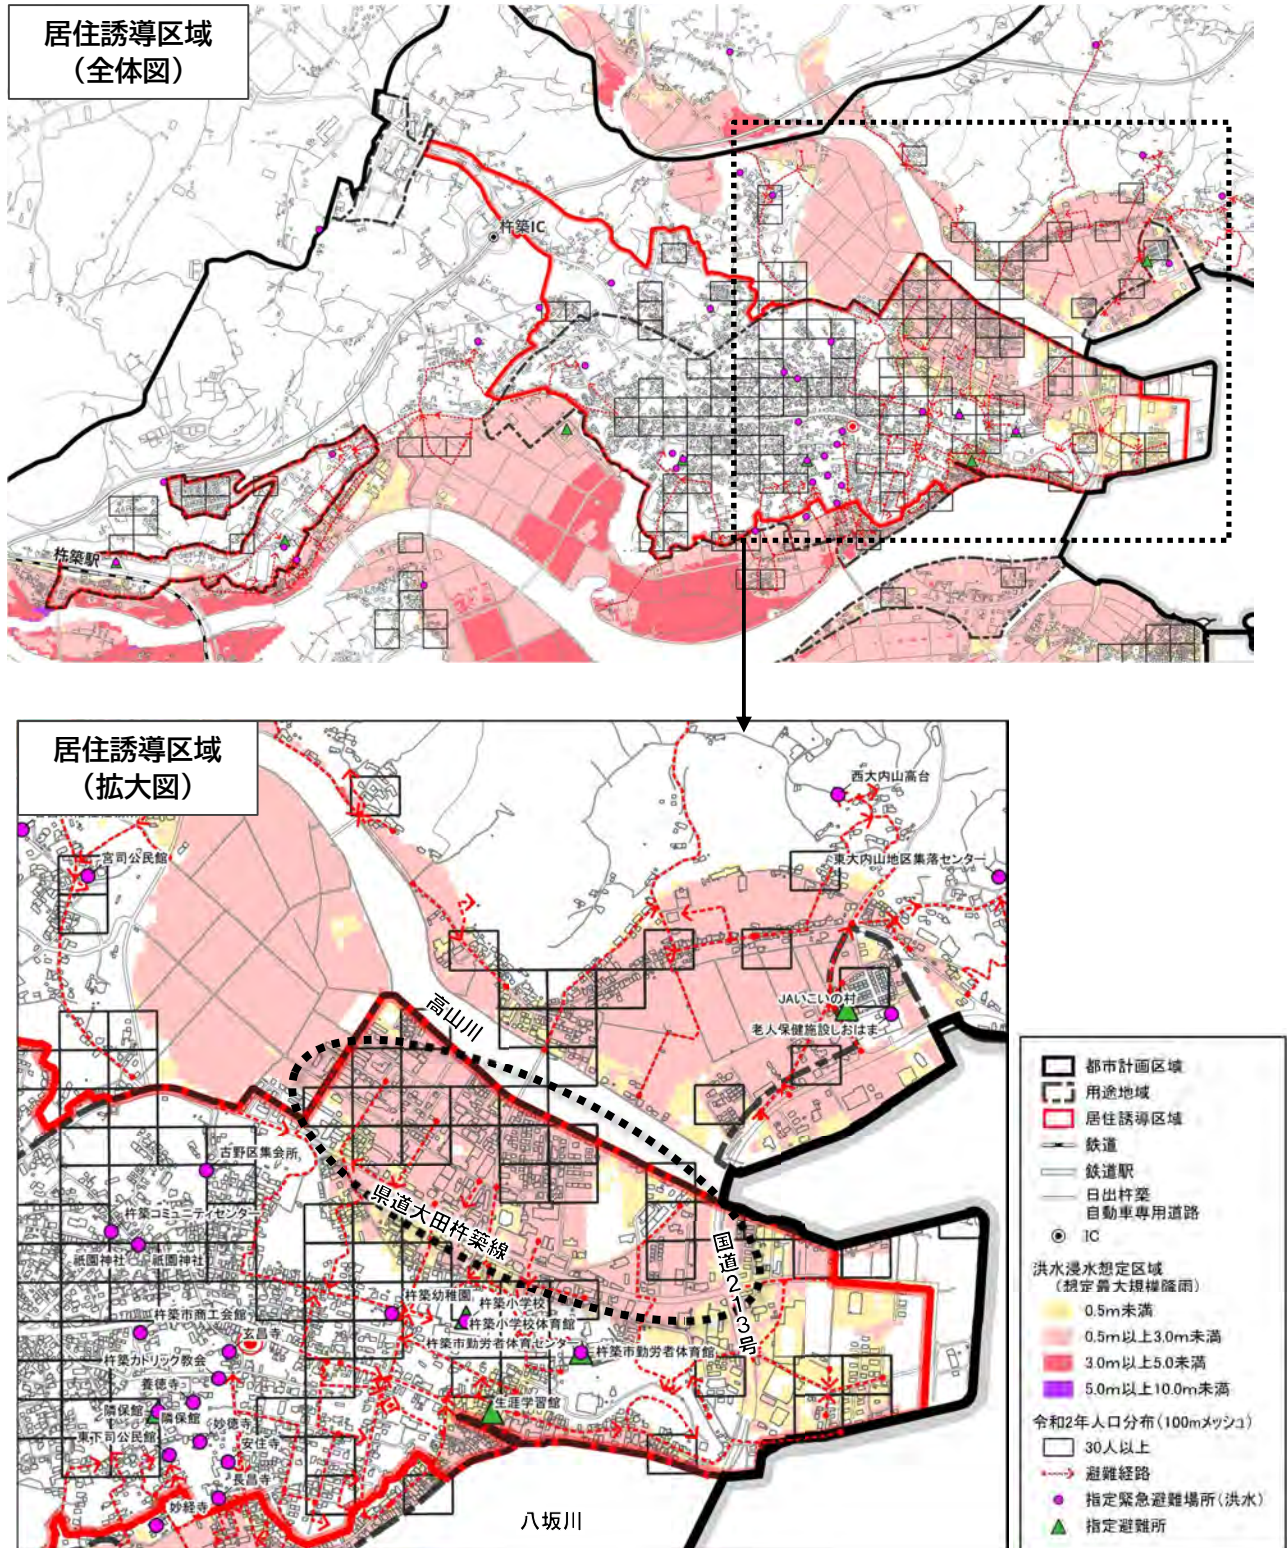 居住誘導区域
（全体図）
杵築IC
杵築駅
居住誘導区域
（拡大図）
西大内山高台
東大内山地区集落センター
宮司公民館
高山川
JAいこいの村
老人保健施設しおはま
古野区集会所
県道大田杵築線
国道213号
杵築コミュニティセンター
祇園神社
祇園神社
杵築幼稚園
杵築小学校
杵築市商工会館
杵築小学校体育館
玄昌寺
杵築市勤労者体育センター
杵築市勤労者体育館
杵築カトリック教会
養徳寺
生涯学習館
隣保館
隣保館
妙徳寺
東下司公民館
安住寺
長昌寺
妙経寺
八坂川
都市計画区域
用途地域
居住誘導区域
鉄道
鉄道駅
日出杵築
自動車専用道路
IC
洪水浸水想定区域
（想定最大規模降雨）
0.5m未満
0.5m以上3.0m未満
3.0m以上5.0未満
5.0m以上10.0m未満
令和2年人口分布（100mメッシュ）
30人以上
避難経路
指定緊急避難場所（洪水）
指定避難所